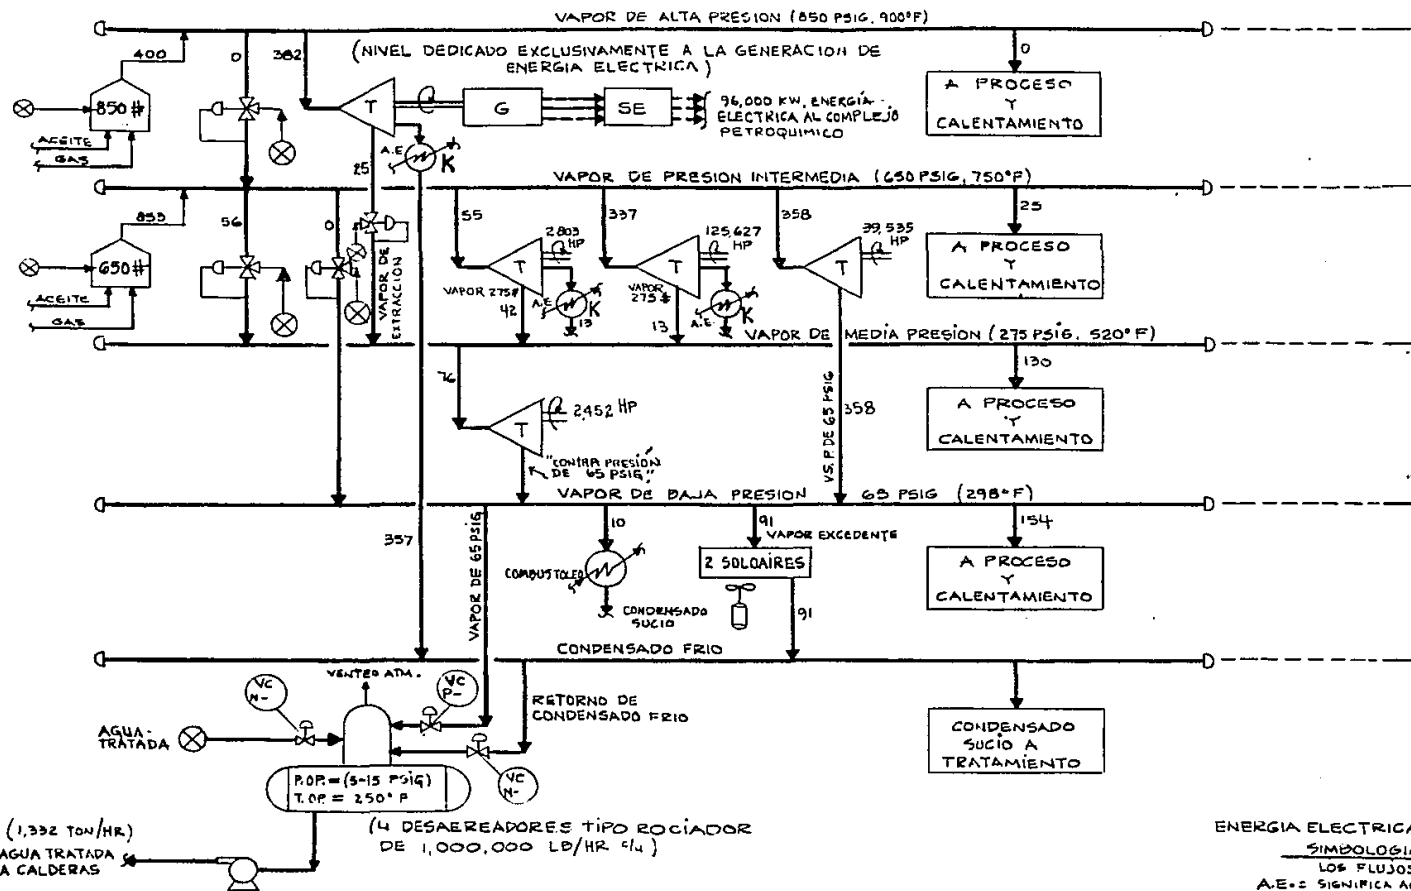 VAPOR DE ALTA PRESION (850 PSIG, 900°F)
400
0
382
(NIVEL DEDICADO EXCLUSIVAMENTE A LA GENERACION DE
ENERGIA ELECTRICA)
0
850#
ACEITE
GAS
T
G
SE
96,000 KW, ENERGIA
ELECTRICA AL COMPLEJO
PETROQUIMICO
A PROCESO
Y
CALENTAMIENTO
A.E
K
25
VAPOR DE PRESION INTERMEDIA (650 PSIG, 750°F)
853
56
0
55
337
358
25
650#
ACEITE
GAS
VAPOR DE
EXTRACCION
2803
HP
T
VAPOR 275#
42
A.E
K
13
125,627
HP
T
VAPOR
275#
13
A.E.
K
39,535
HP
T
A PROCESO
Y
CALENTAMIENTO
VAPOR DE MEDIA PRESION (275 PSIG, 520°F)
76
130
2,452 HP
T
"CONTRA PRESIÓN
DE 65 PSIG."
VS. P. DE 65 PSIG
358
A PROCESO
Y
CALENTAMIENTO
VAPOR DE BAJA PRESION 65 PSIG (298°F)
357
VAPOR DE 65 PSIG
10
COMBUSTOLEO
CONDENSADO
SUCIO
91
VAPOR EXCEDENTE
2 SOLOAIRES
91
154
A PROCESO
Y
CALENTAMIENTO
CONDENSADO FRIO
VENTEO ATM.
VC
N-
VC
P-
RETORNO DE
CONDENSADO FRIO
AGUA
TRATADA
VC
N-
P.OP. = (5-15 PSIG)
T.OP. = 250°F
CONDENSADO
SUCIO A
TRATAMIENTO
(1,332 TON/HR)
AGUA TRATADA
A CALDERAS
(4 DESAEREADORES TIPO ROCIADOR
DE 1,000,000 LB/HR c/u)
ENERGIA ELECTRICA
SIMBOLOGIA
LOS FLUJOS
A.E.= SIGNIFICA